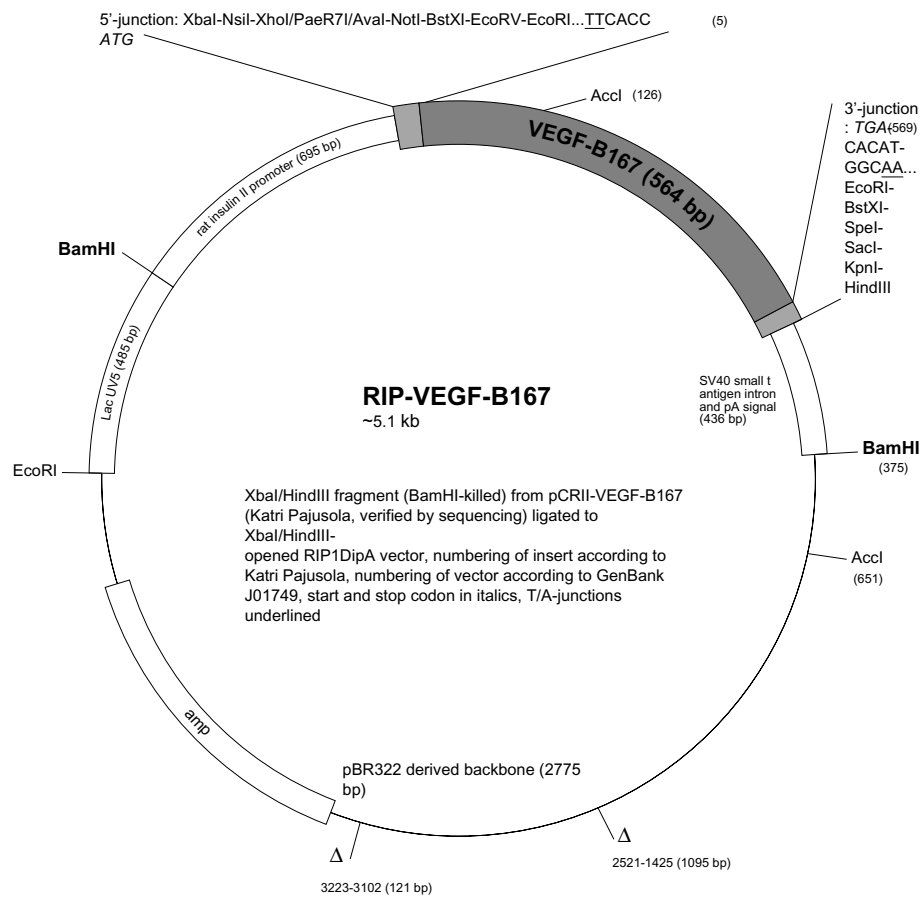 5’-junction: XbaI-NsiI-XhoI/PaeR7I/AvaI-NotI-BstXI-EcoRV-EcoRI...TTCACC (5)
ATG
AccI (126)
3’-junction
: TGA (569)
CACAT-
GGCAA...
EcoRI-
BstXI-
SpeI-
SacI-
KpnI-
HindIII
VEGF-B167 (564 bp)
rat insulin II promoter (695 bp)
BamHI
Lac UV5 (485 bp)
SV40 small t
antigen intron
and pA signal
(436 bp)
RIP-VEGF-B167
~5.1 kb
BamHI
(375)
EcoRI
XbaI/HindIII fragment (BamHI-killed) from pCRII-VEGF-B167
(Katri Pajusola, verified by sequencing) ligated to
XbaI/HindIII-
opened RIP1DipA vector, numbering of insert according to
Katri Pajusola, numbering of vector according to GenBank
J01749, start and stop codon in italics, T/A-junctions
underlined
AccI
(651)
amp
pBR322 derived backbone (2775
bp)
Δ
2521-1425 (1095 bp)
Δ
3223-3102 (121 bp)